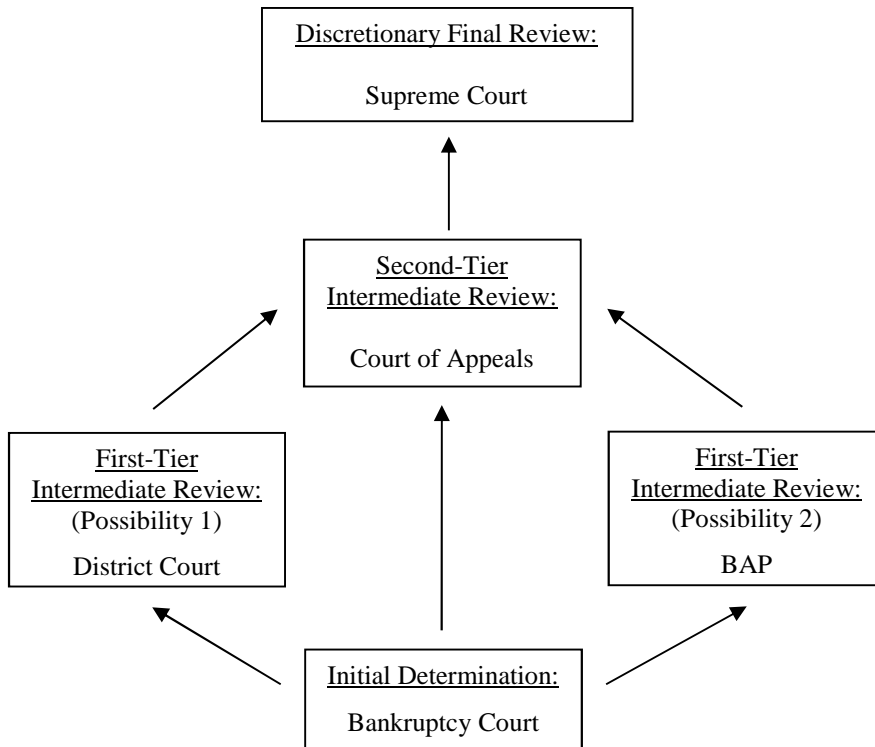 Discretionary Final Review:
Supreme Court
Second-Tier
Intermediate Review:
Court of Appeals
First-Tier
Intermediate Review:
(Possibility 1)
District Court
First-Tier
Intermediate Review:
(Possibility 2)
BAP
Initial Determination:
Bankruptcy Court